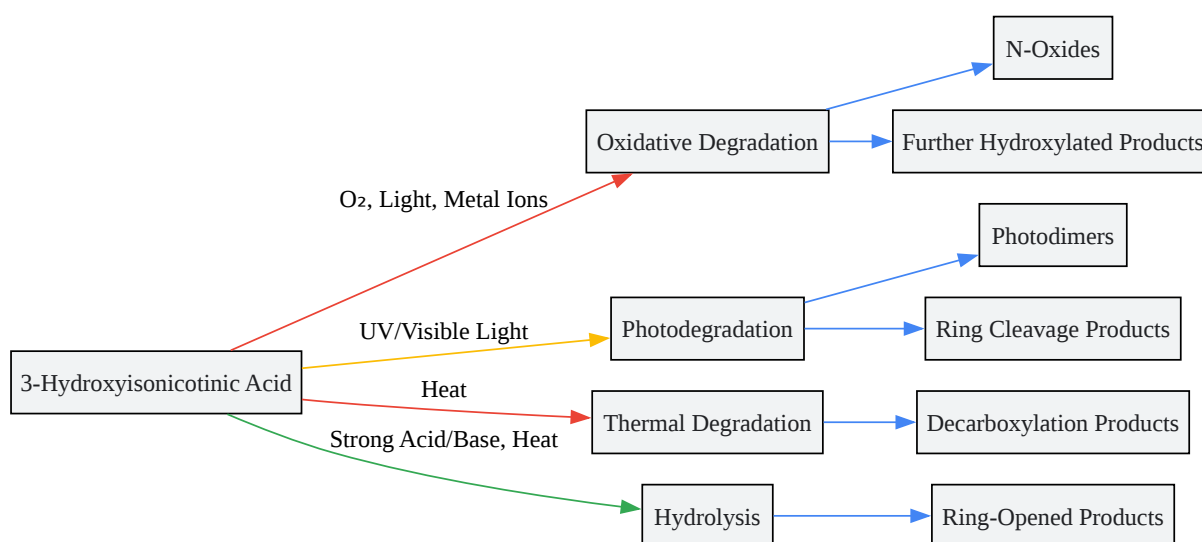 N-Oxides
Oxidative Degradation
Further Hydroxylated Products
O₂, Light, Metal Ions
Photodimers
UV/Visible Light
Photodegradation
Ring Cleavage Products
3-Hydroxyisonicotinic Acid
Heat
Thermal Degradation
Decarboxylation Products
Strong Acid/Base, Heat
Hydrolysis
Ring-Opened Products